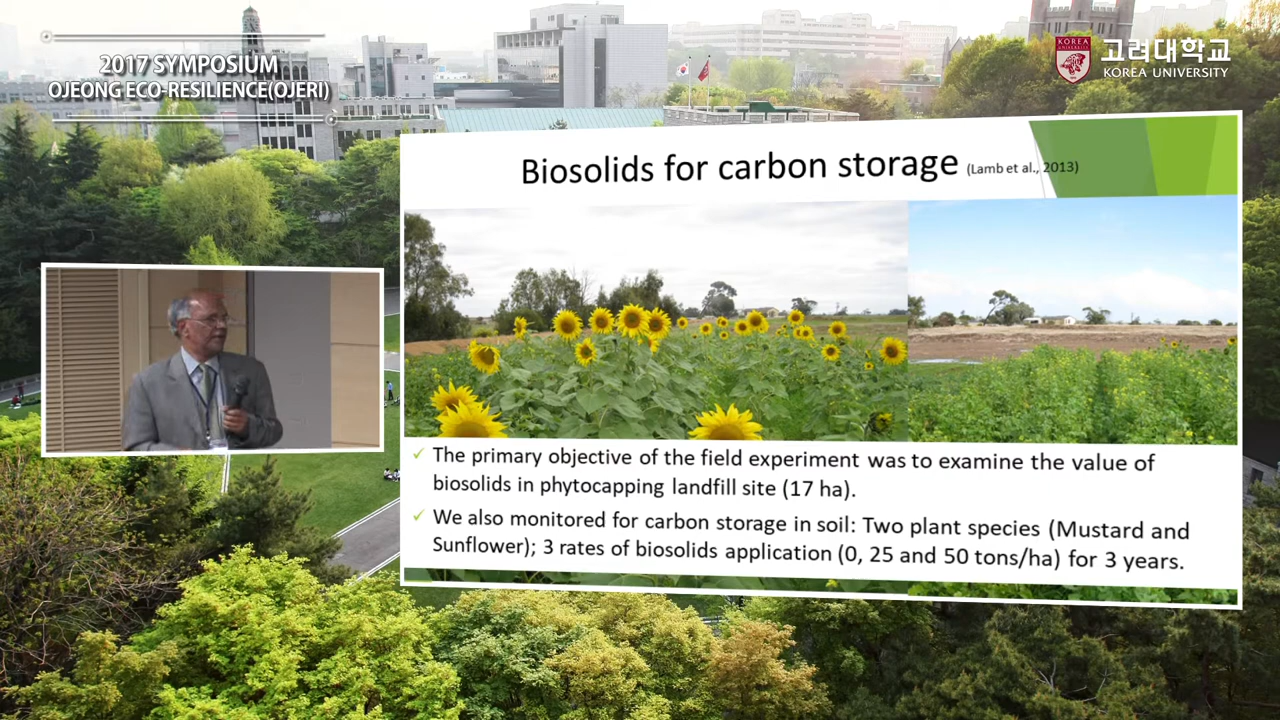 2017 SYMPOSIUM
OJEONG ECO-RESILIENCE(OJERI)
KOREA
고려대학교
KOREA UNIVERSITY
Biosolids for carbon storage (Lamb et al., 2013)
✓ The primary objective of the field experiment was to examine the value of
biosolids in phytocapping landfill site (17 ha).
✓ We also monitored for carbon storage in soil: Two plant species (Mustard and
Sunflower); 3 rates of biosolids application (0, 25 and 50 tons/ha) for 3 years.